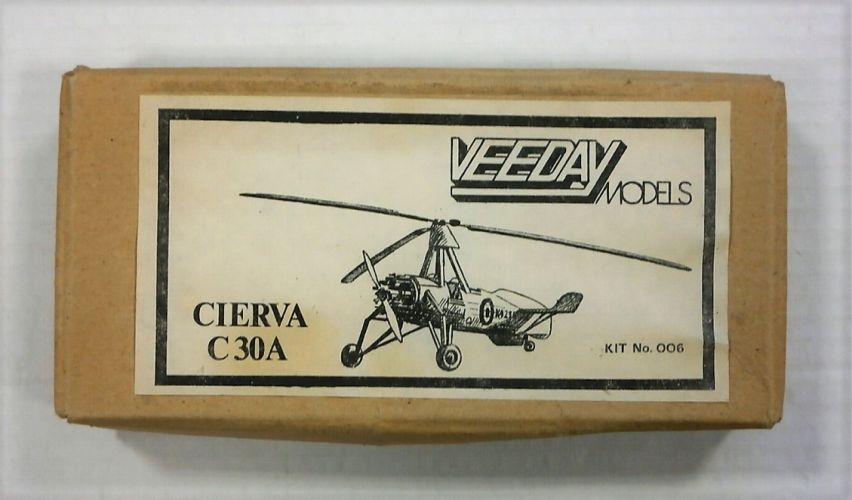 VEEDAY
MODELS
CIERVA
C30A
KIT No. 006